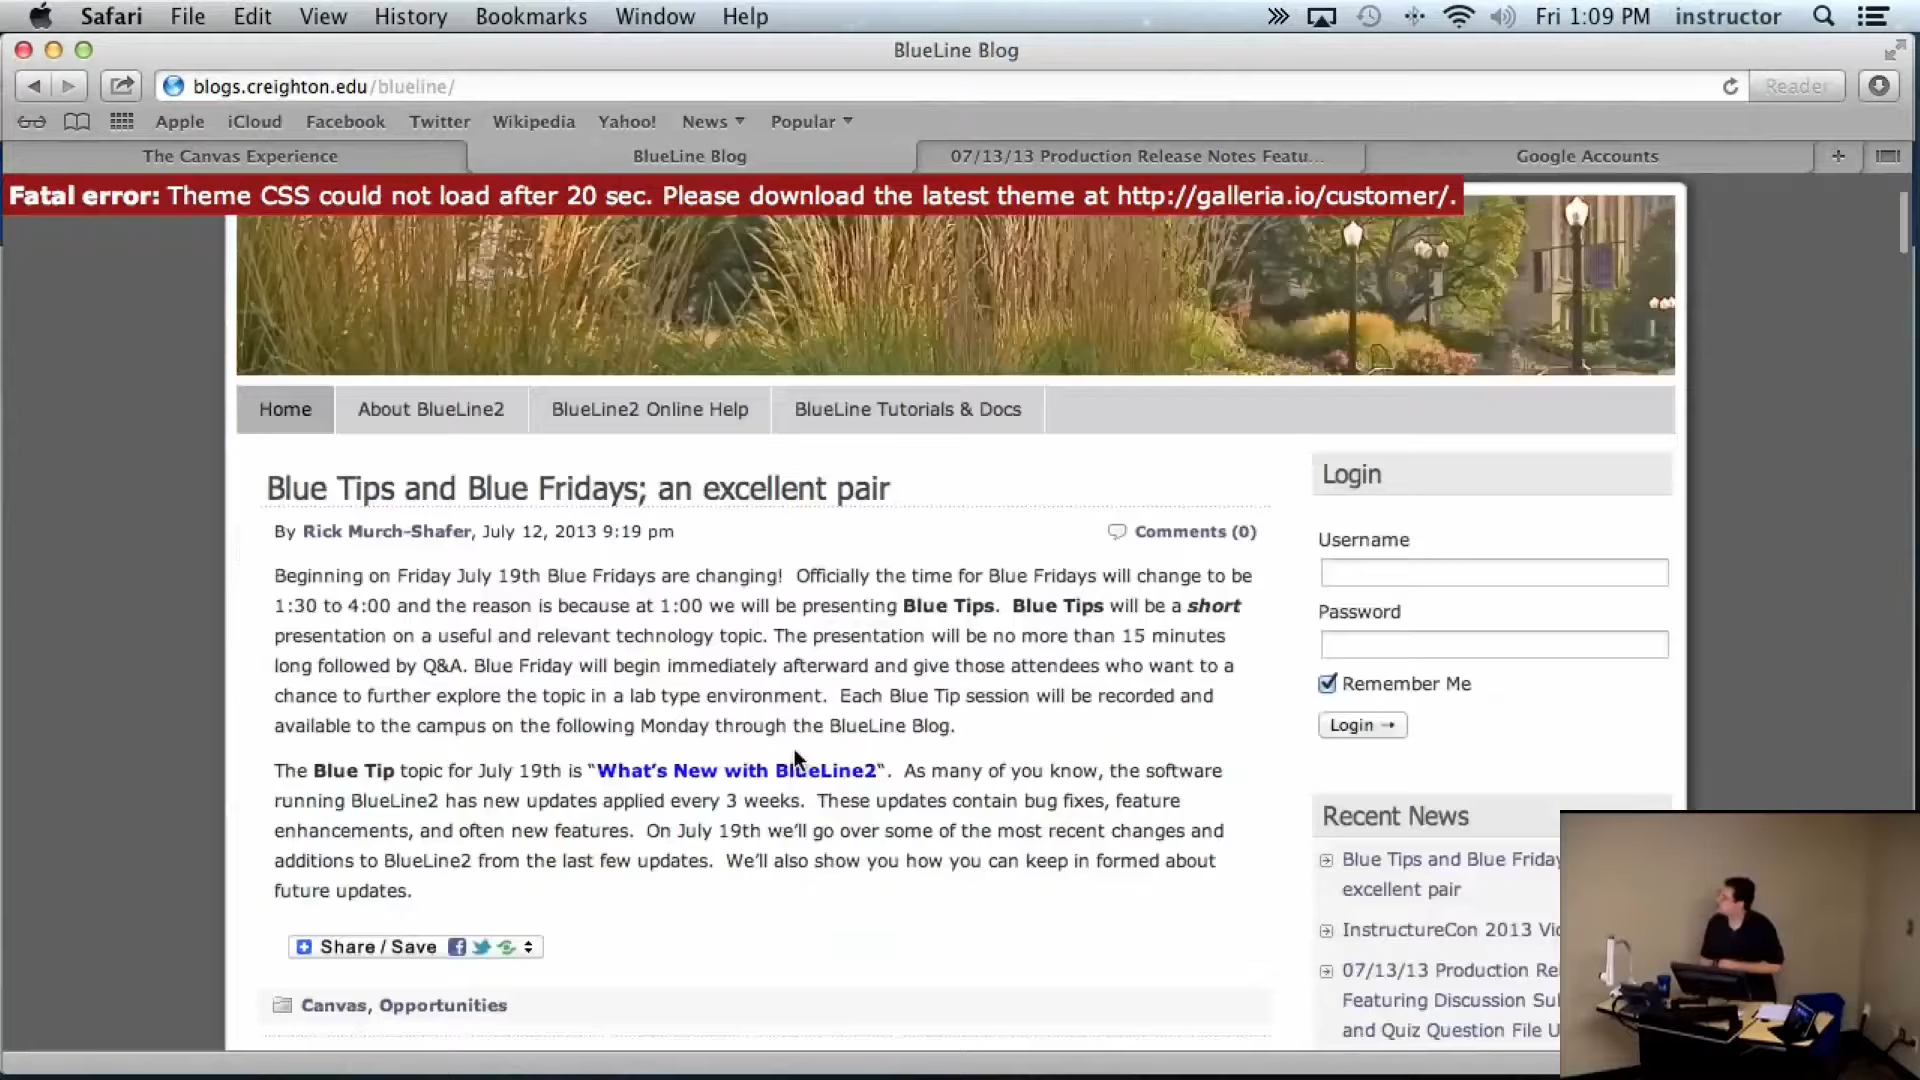 Safari File Edit View History Bookmarks Window Help Fri 1:09 PM instructor
BlueLine Blog
blogs.creighton.edu/blueline/ Reader
Apple iCloud Facebook Twitter Wikipedia Yahoo! News Popular
The Canvas Experience BlueLine Blog 07/13/13 Production Release Notes Featu... Google Accounts
Fatal error: Theme CSS could not load after 20 sec. Please download the latest theme at http://galleria.io/customer/.
Home About BlueLine2 BlueLine2 Online Help BlueLine Tutorials & Docs
Blue Tips and Blue Fridays; an excellent pair
By Rick Murch-Shafer, July 12, 2013 9:19 pm Comments (0)
Beginning on Friday July 19th Blue Fridays are changing! Officially the time for Blue Fridays will change to be
1:30 to 4:00 and the reason is because at 1:00 we will be presenting Blue Tips. Blue Tips will be a short
presentation on a useful and relevant technology topic. The presentation will be no more than 15 minutes
long followed by Q&A. Blue Friday will begin immediately afterward and give those attendees who want to a
chance to further explore the topic in a lab type environment. Each Blue Tip session will be recorded and
available to the campus on the following Monday through the BlueLine Blog.
The Blue Tip topic for July 19th is “What’s New with BlueLine2“. As many of you know, the software
running BlueLine2 has new updates applied every 3 weeks. These updates contain bug fixes, feature
enhancements, and often new features. On July 19th we’ll go over some of the most recent changes and
additions to BlueLine2 from the last few updates. We’ll also show you how you can keep in formed about
future updates.
Share / Save
Canvas, Opportunities
Login
Username
Password
Remember Me
Login →
Recent News
Blue Tips and Blue Friday
excellent pair
InstructureCon 2013 Vi
07/13/13 Production Re
Featuring Discussion Su
and Quiz Question File U